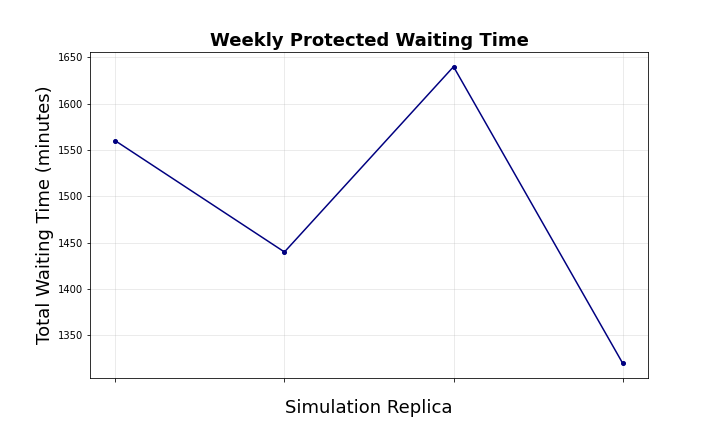 Weekly Protected Waiting Time
Total Waiting Time (minutes)
1650
1600
1550
1500
1450
1400
1350
Simulation Replica